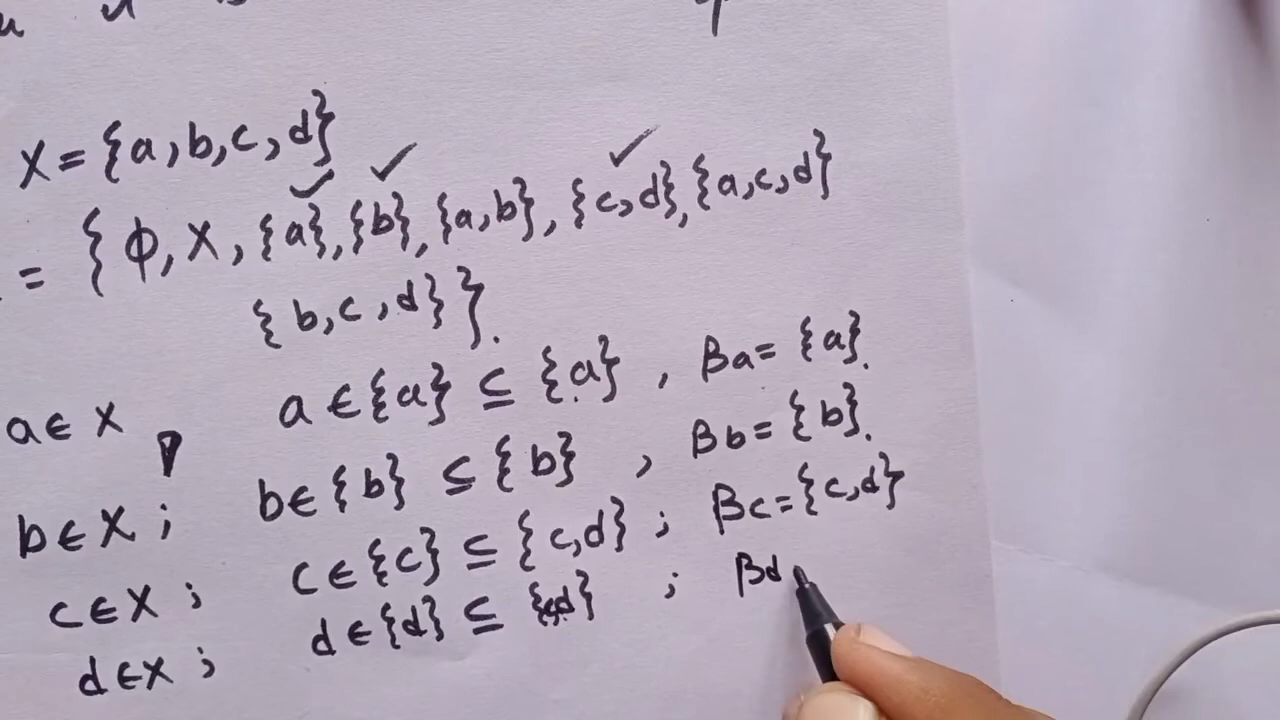 X = {a, b, c, d}
= { φ, X, {a}, {b}, {a, b}, {c, d}, {a, c, d}
{b, c, d}}.
a ∈ X , a ∈ {a} ⊆ {a} , βa = {a}.
b ∈ X ; b ∈ {b} ⊆ {b} , βb = {b}.
c ∈ X ; c ∈ {c} ⊆ {c, d} ; βc = {c, d}
d ∈ X ; d ∈ {d} ⊆ {c,d} ; βd